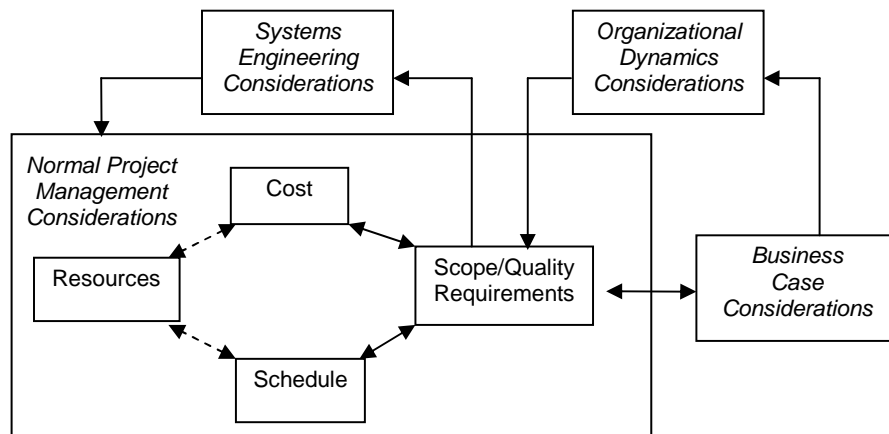 Systems
Engineering
Considerations
Organizational
Dynamics
Considerations
Normal Project
Management
Considerations
Cost
Resources
Scope/Quality
Requirements
Schedule
Business
Case
Considerations